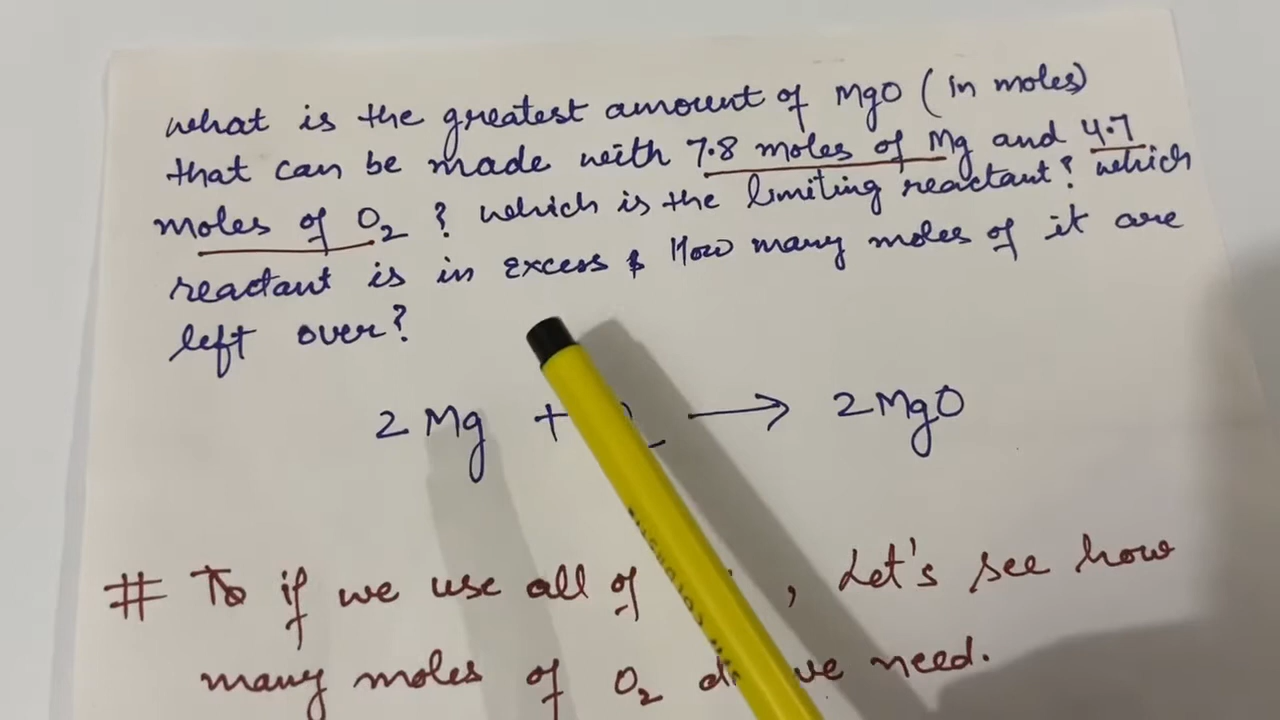 what is the greatest amount of MgO (in moles)
that can be made with 7.8 moles of Mg and 4.7
moles of O₂ ? which is the limiting reactant? which
reactant is in excess & How many moles of it are
left over?
2 Mg + → 2MgO
# To if we use all of , Let's see how
many moles of O₂ we need.